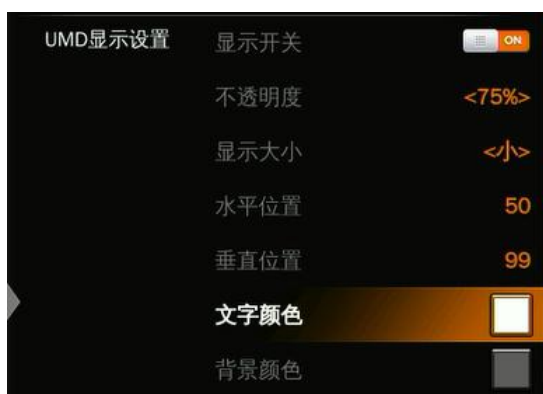 UMD显示设置 显示开关 ON
不透明度 <75%>
显示大小 <小>
水平位置 50
垂直位置 99
文字颜色
背景颜色